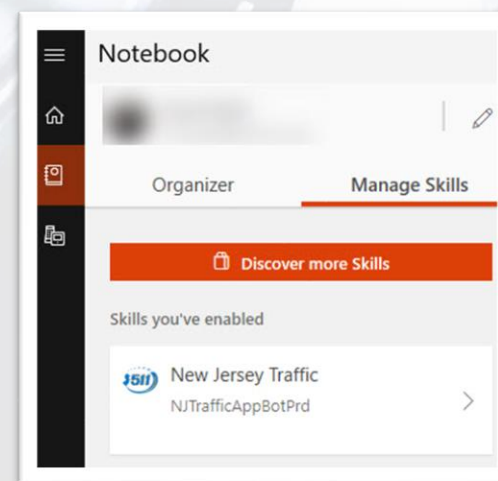 Notebook
Organizer
Manage Skills
Discover more Skills
Skills you've enabled
511
New Jersey Traffic
NJTrafficAppBotPrd